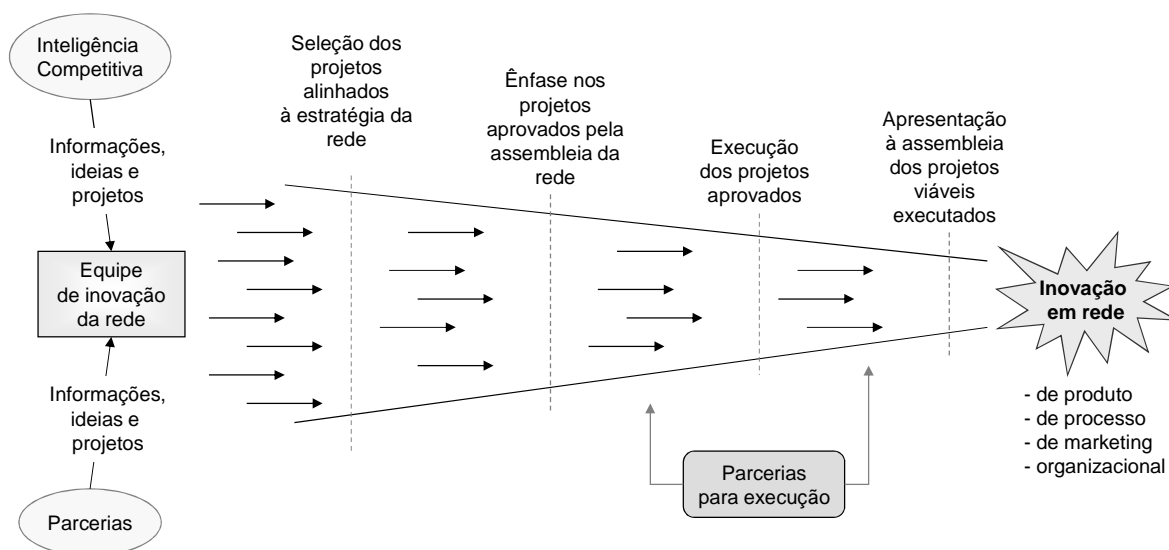 Inteligência
Competitiva
Informações,
ideias e
projetos
Equipe
de inovação
da rede
Informações,
ideias e
projetos
Parcerias
Seleção dos
projetos
alinhados
à estratégia da
rede
Ênfase nos
projetos
aprovados pela
assembleia da
rede
Execução
dos projetos
aprovados
Apresentação
à assembleia
dos projetos
viáveis
executados
Parcerias
para execução
Inovação
em rede
- de produto
- de processo
- de marketing
- organizacional